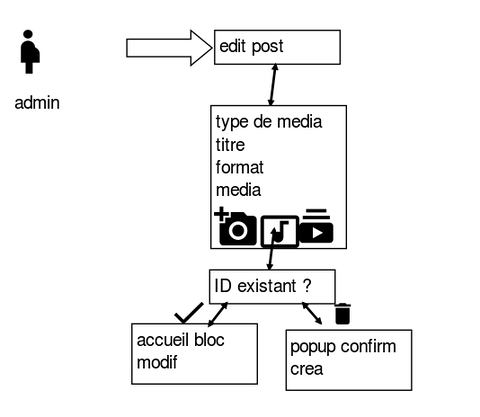 edit post
admin
type de media
titre
format
media
ID existant ?
accueil bloc
modif
popup confirm
crea